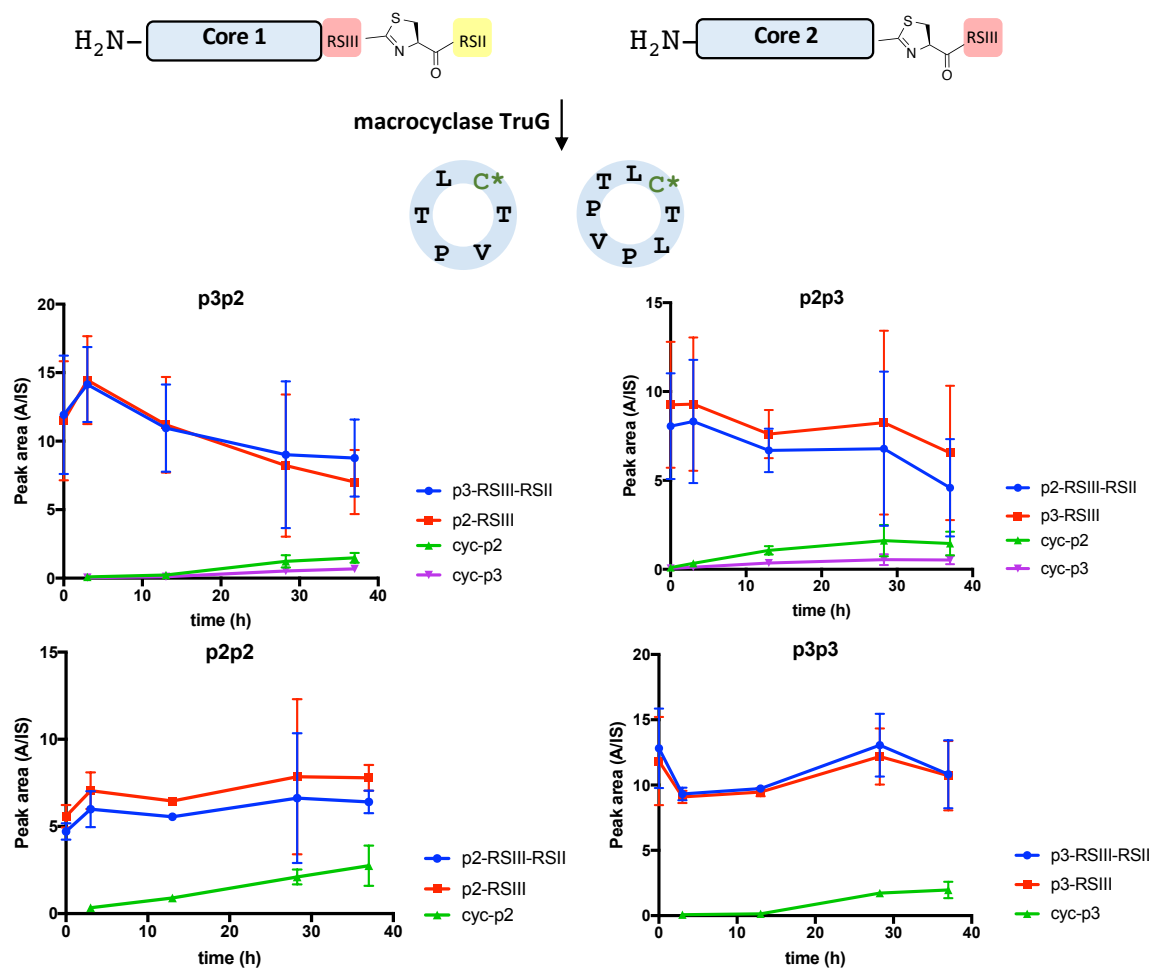 H₂N– Core 1 RSIII S N O RSII
H₂N– Core 2 S N O RSIII
macrocyclase TruG
L C* T V P T
T L C* T L P V P
p3p2
Peak area (A/IS)
20
15
10
5
0
0 10 20 30 40
time (h)
p3-RSIII-RSII
p2-RSIII
cyc-p2
cyc-p3
p2p3
Peak area (A/IS)
15
10
5
0
0 10 20 30 40
time (h)
p2-RSIII-RSII
p3-RSIII
cyc-p2
cyc-p3
p2p2
Peak area (A/IS)
15
10
5
0
0 10 20 30 40
time (h)
p2-RSIII-RSII
p2-RSIII
cyc-p2
p3p3
Peak area (A/IS)
20
15
10
5
0
0 10 20 30 40
time (h)
p3-RSIII-RSII
p3-RSIII
cyc-p3